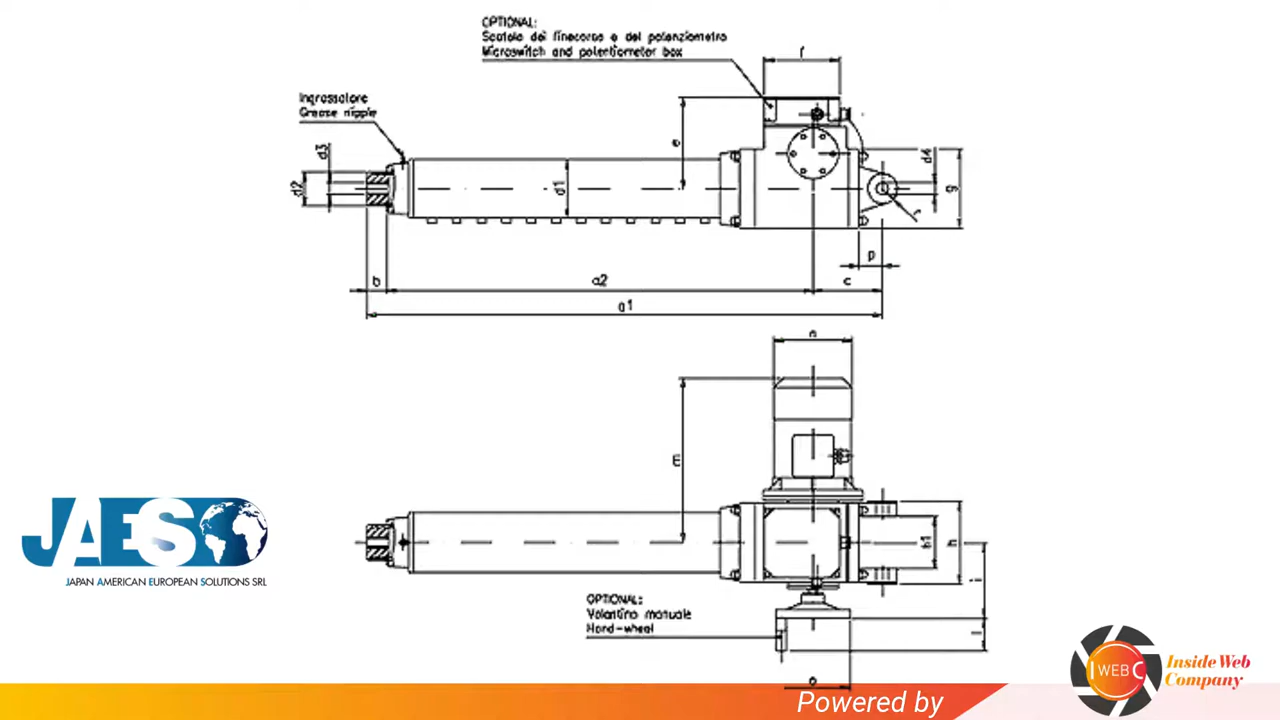 OPTIONAL:
Scatola dei finecorsa e del potenziometro
Microswitch and potentiometer box
f
Ingrassatore
Grease nipple
e
d3
d4
d2
d1
g
r
p
b
a2
c
a1
n
m
h1
h
i
OPTIONAL:
Volantino manuale
Hand-wheel
l
o
JAES
JAPAN AMERICAN EUROPEAN SOLUTIONS SRL
I WEB C
Inside Web
Company
Powered by